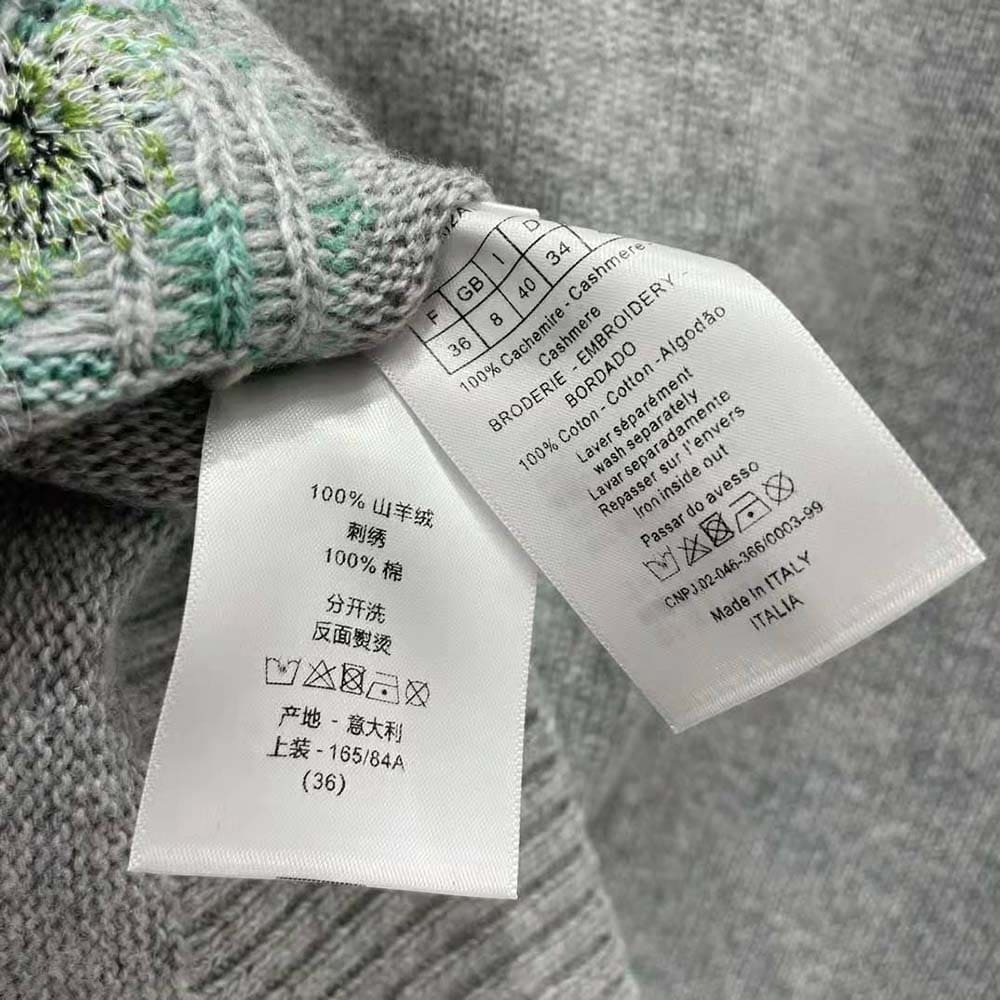 100% 山羊绒
刺绣
100% 棉
分开洗
反面熨烫
产地 - 意大利
上装 - 165/84A
(36)
F GB I D
36 8 40 34
100% Cachemire - Cashmere -
Cashmere
BRODERIE - EMBROIDERY -
BORDADO
100% Coton - Cotton - Algodão
Laver séparément
wash separately
Lavar separadamente
Repasser sur l'envers
Iron inside out
Passar do avesso
CNPJ.02-046-366/0003-99
Made In ITALY
ITALIA